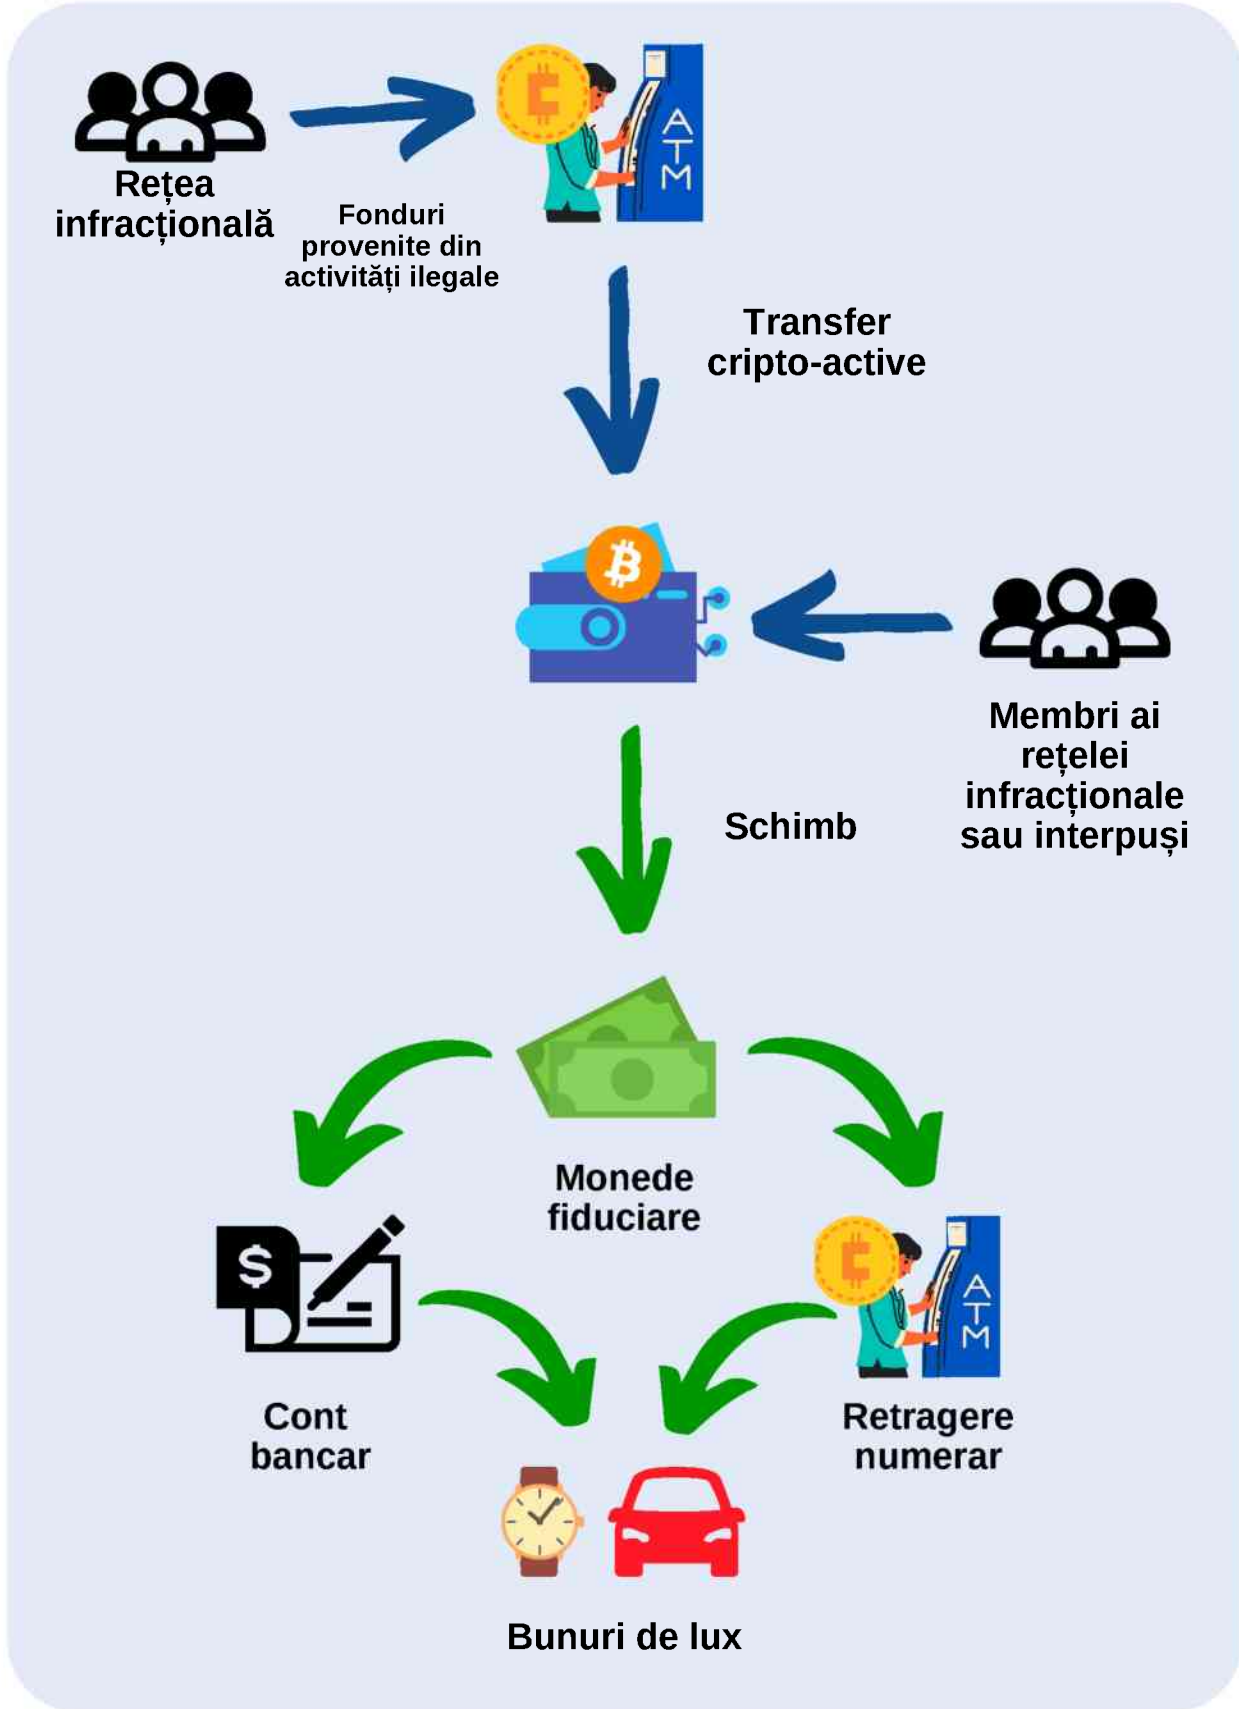 Rețea
infracțională
Fonduri
provenite din
activități ilegale
ATM
Transfer
cripto-active
Membri ai
rețelei
infracționale
sau interpuși
Schimb
Monede
fiduciare
$
ATM
Cont
bancar
Retragere
numerar
Bunuri de lux